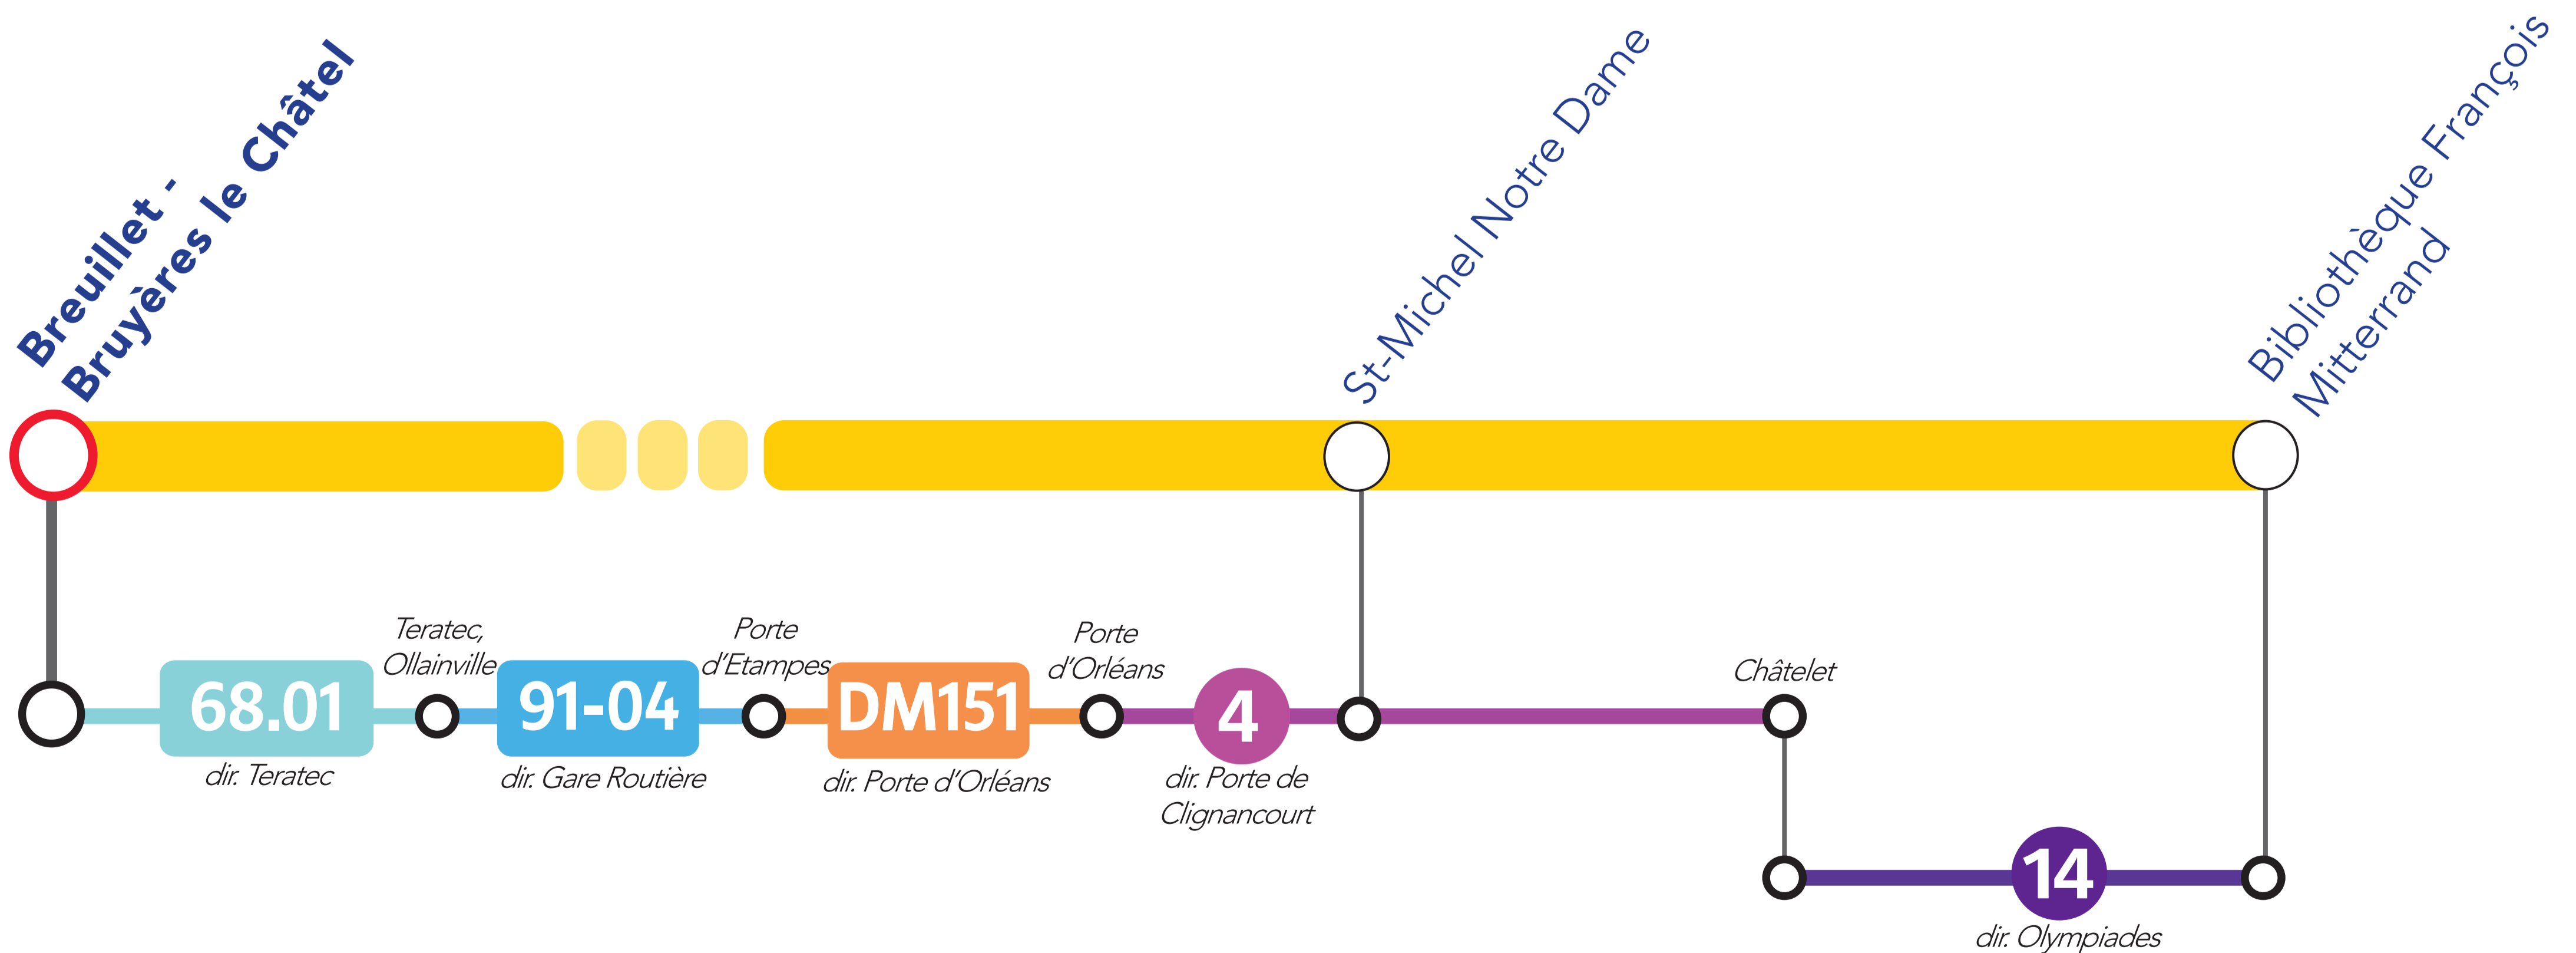 Breuillet -
Bruyères le Châtel
St-Michel Notre Dame
Bibliothèque François
Mitterrand
68.01
dir. Teratec
Teratec,
Ollainville
91-04
dir. Gare Routière
Porte
d'Etampes
DM151
dir. Porte d'Orléans
Porte
d'Orléans
4
dir. Porte de
Clignancourt
Châtelet
14
dir. Olympiades